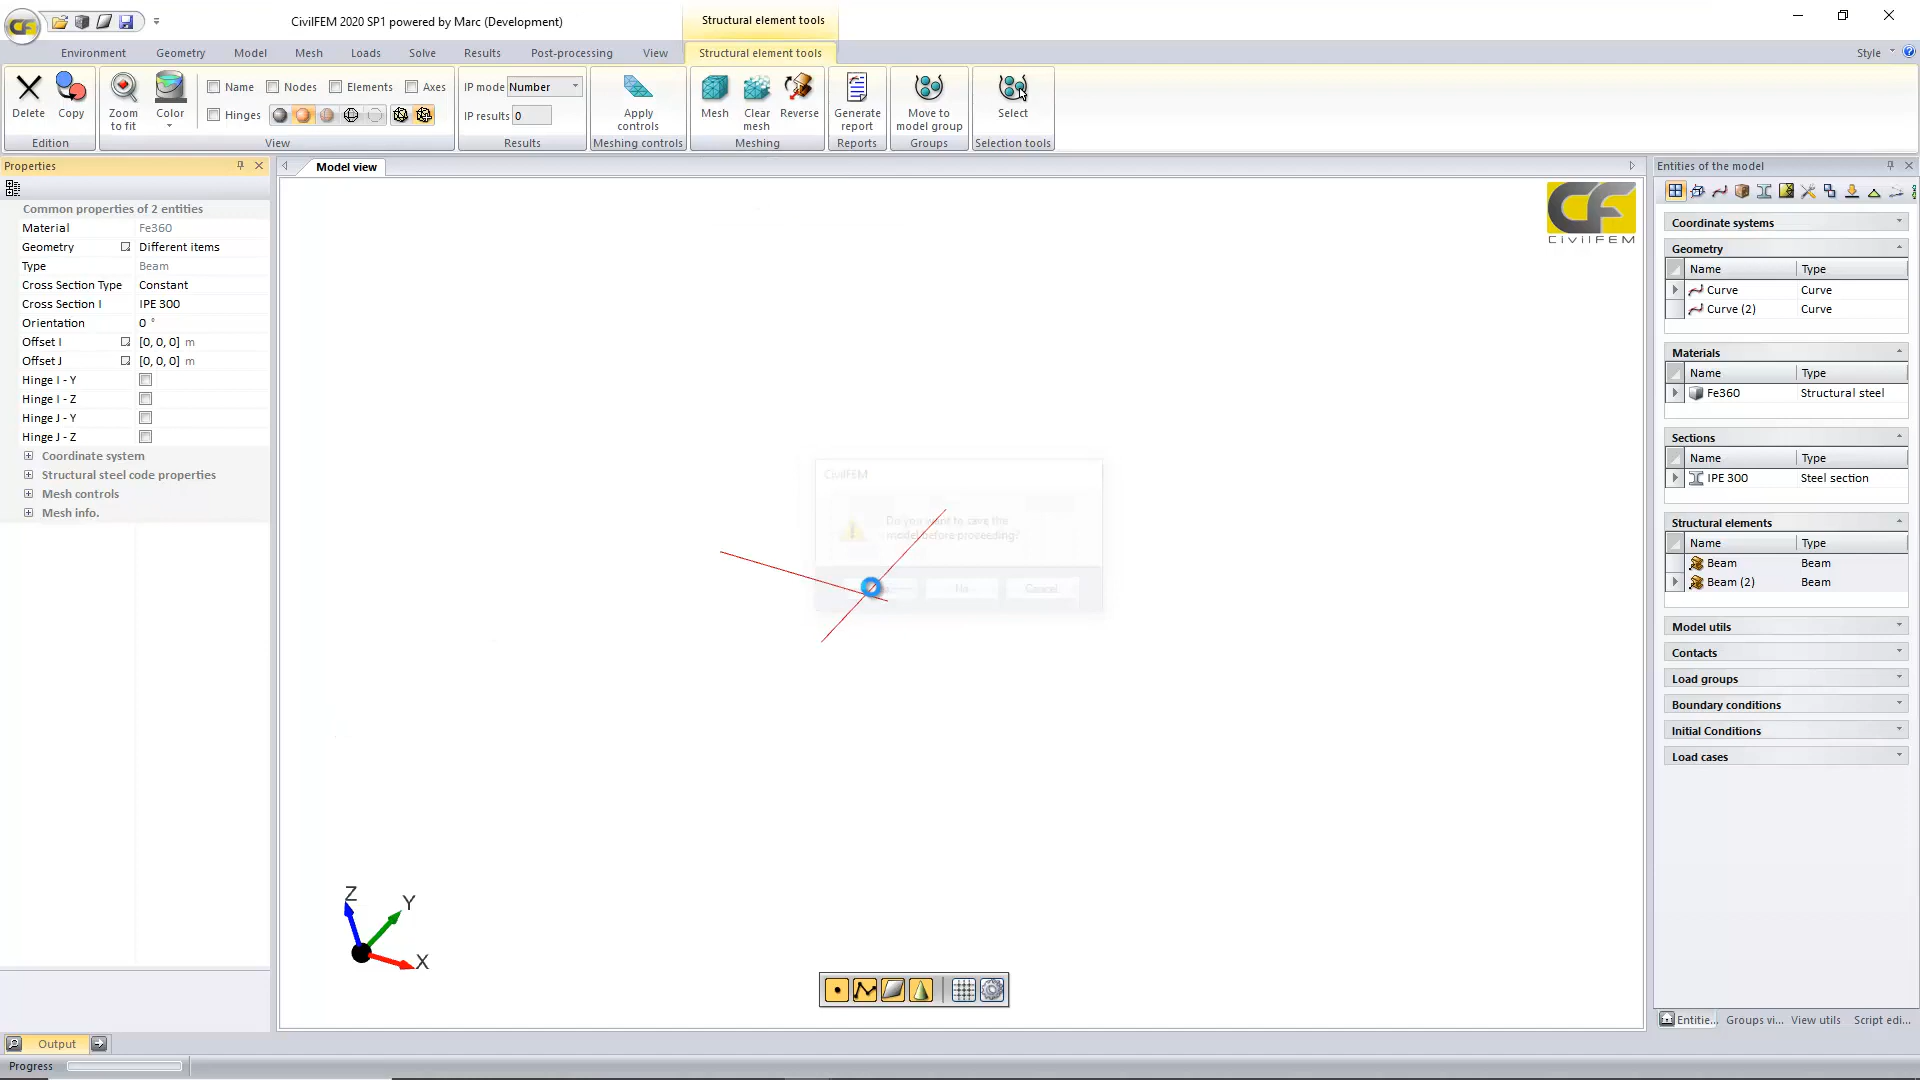 CivilFEM 2020 SP1 powered by Marc (Development)
Structural element tools
Environment
Geometry
Model
Mesh
Loads
Solve
Results
Post-processing
View
Structural element tools
Style
Delete
Copy
Edition
Zoom to fit
Color
Name
Nodes
Elements
Axes
Hinges
View
IP mode Number
IP results 0
Results
Apply controls
Meshing controls
Mesh
Clear mesh
Reverse
Meshing
Generate report
Reports
Move to model group
Groups
Select
Selection tools
Properties
Common properties of 2 entities
Material Fe360
Geometry Different items
Type Beam
Cross Section Type Constant
Cross Section I IPE 300
Orientation 0 °
Offset I [0, 0, 0] m
Offset J [0, 0, 0] m
Hinge I - Y
Hinge I - Z
Hinge J - Y
Hinge J - Z
Coordinate system
Structural steel code properties
Mesh controls
Mesh info.
Model view
CIVILFEM
CivilFEM
Do you want to save the
model before proceeding?
No
Cancel
Z
Y
X
Entities of the model
Coordinate systems
Geometry
Name Type
Curve Curve
Curve (2) Curve
Materials
Name Type
Fe360 Structural steel
Sections
Name Type
IPE 300 Steel section
Structural elements
Name Type
Beam Beam
Beam (2) Beam
Model utils
Contacts
Load groups
Boundary conditions
Initial Conditions
Load cases
Entitie...
Groups vi...
View utils
Script edi...
Output
Progress